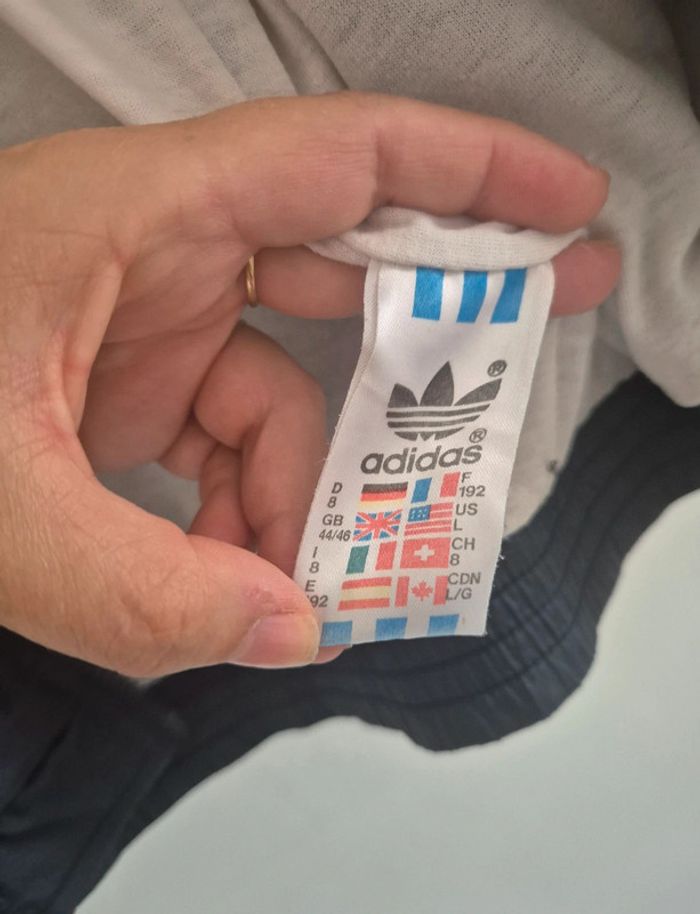 ®
®
adidas
D F
8 192
GB US
44/46 L
I CH
8 8
E CDN
192 L/G